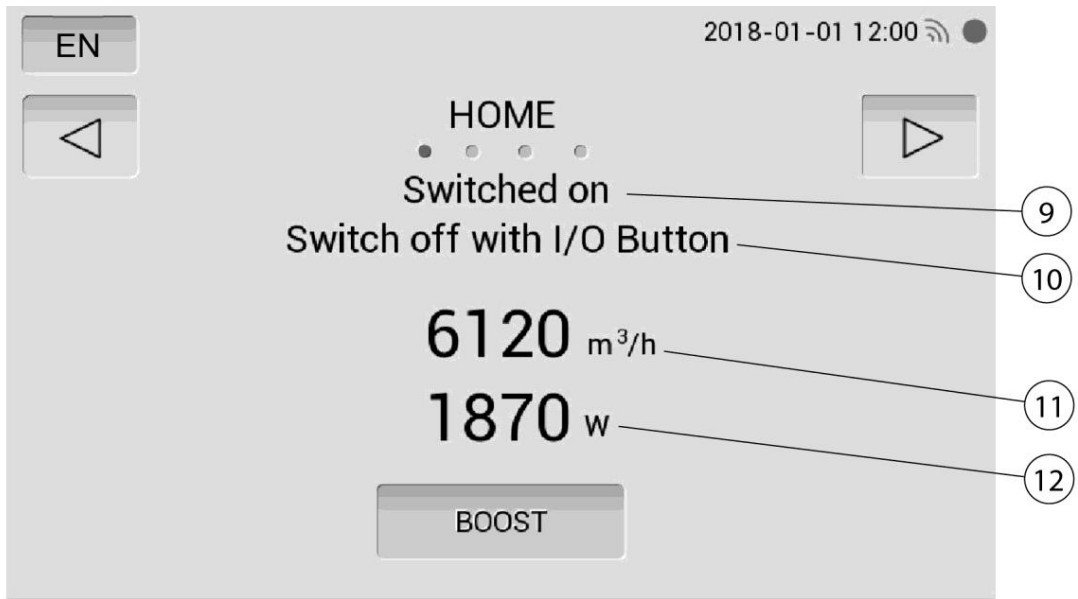 EN
2018-01-01 12:00
HOME
Switched on
9
Switch off with I/O Button
10
6120 m³/h
11
1870 W
12
BOOST